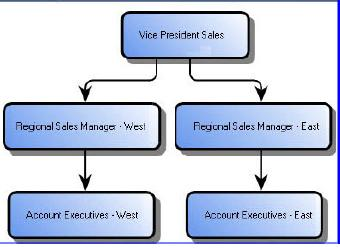 Vice President Sales
Regional Sales Manager - West
Regional Sales Manager - East
Account Executives - West
Account Executives - East